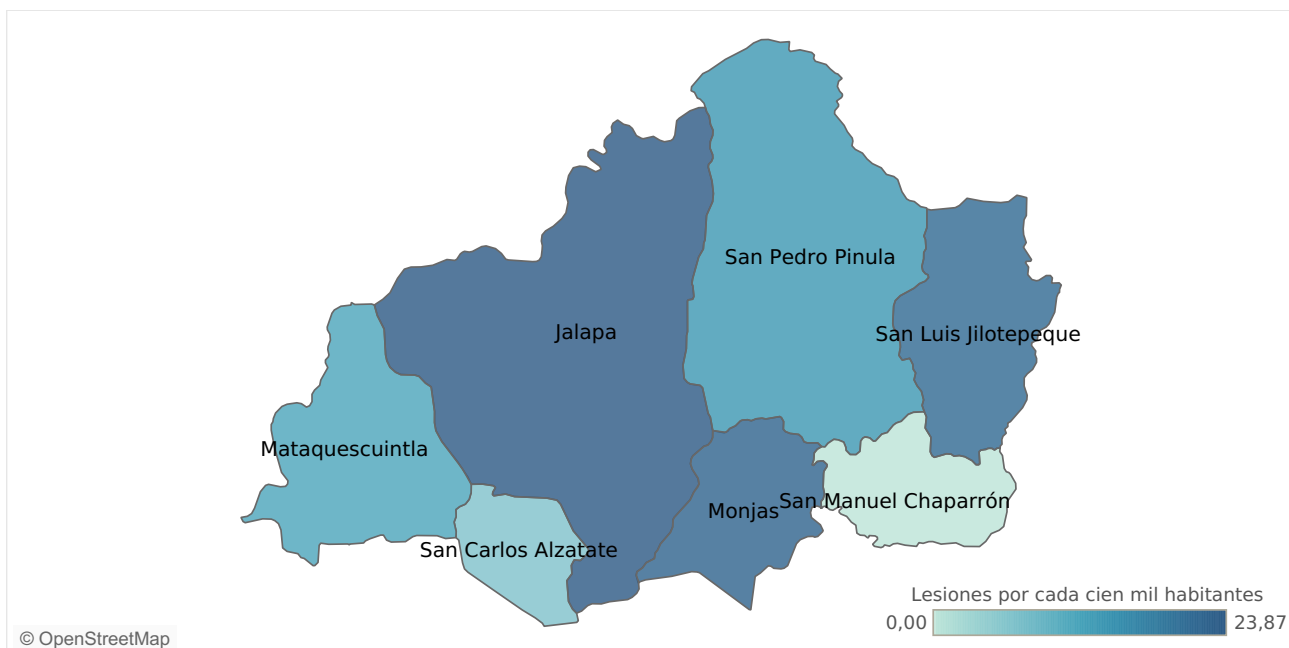 San Pedro Pinula
Jalapa
San Luis Jilotepeque
Mataquescuintla
San Manuel Chaparrón
Monjas
San Carlos Alzatate
Lesiones por cada cien mil habitantes
0,00
23,87
© OpenStreetMap